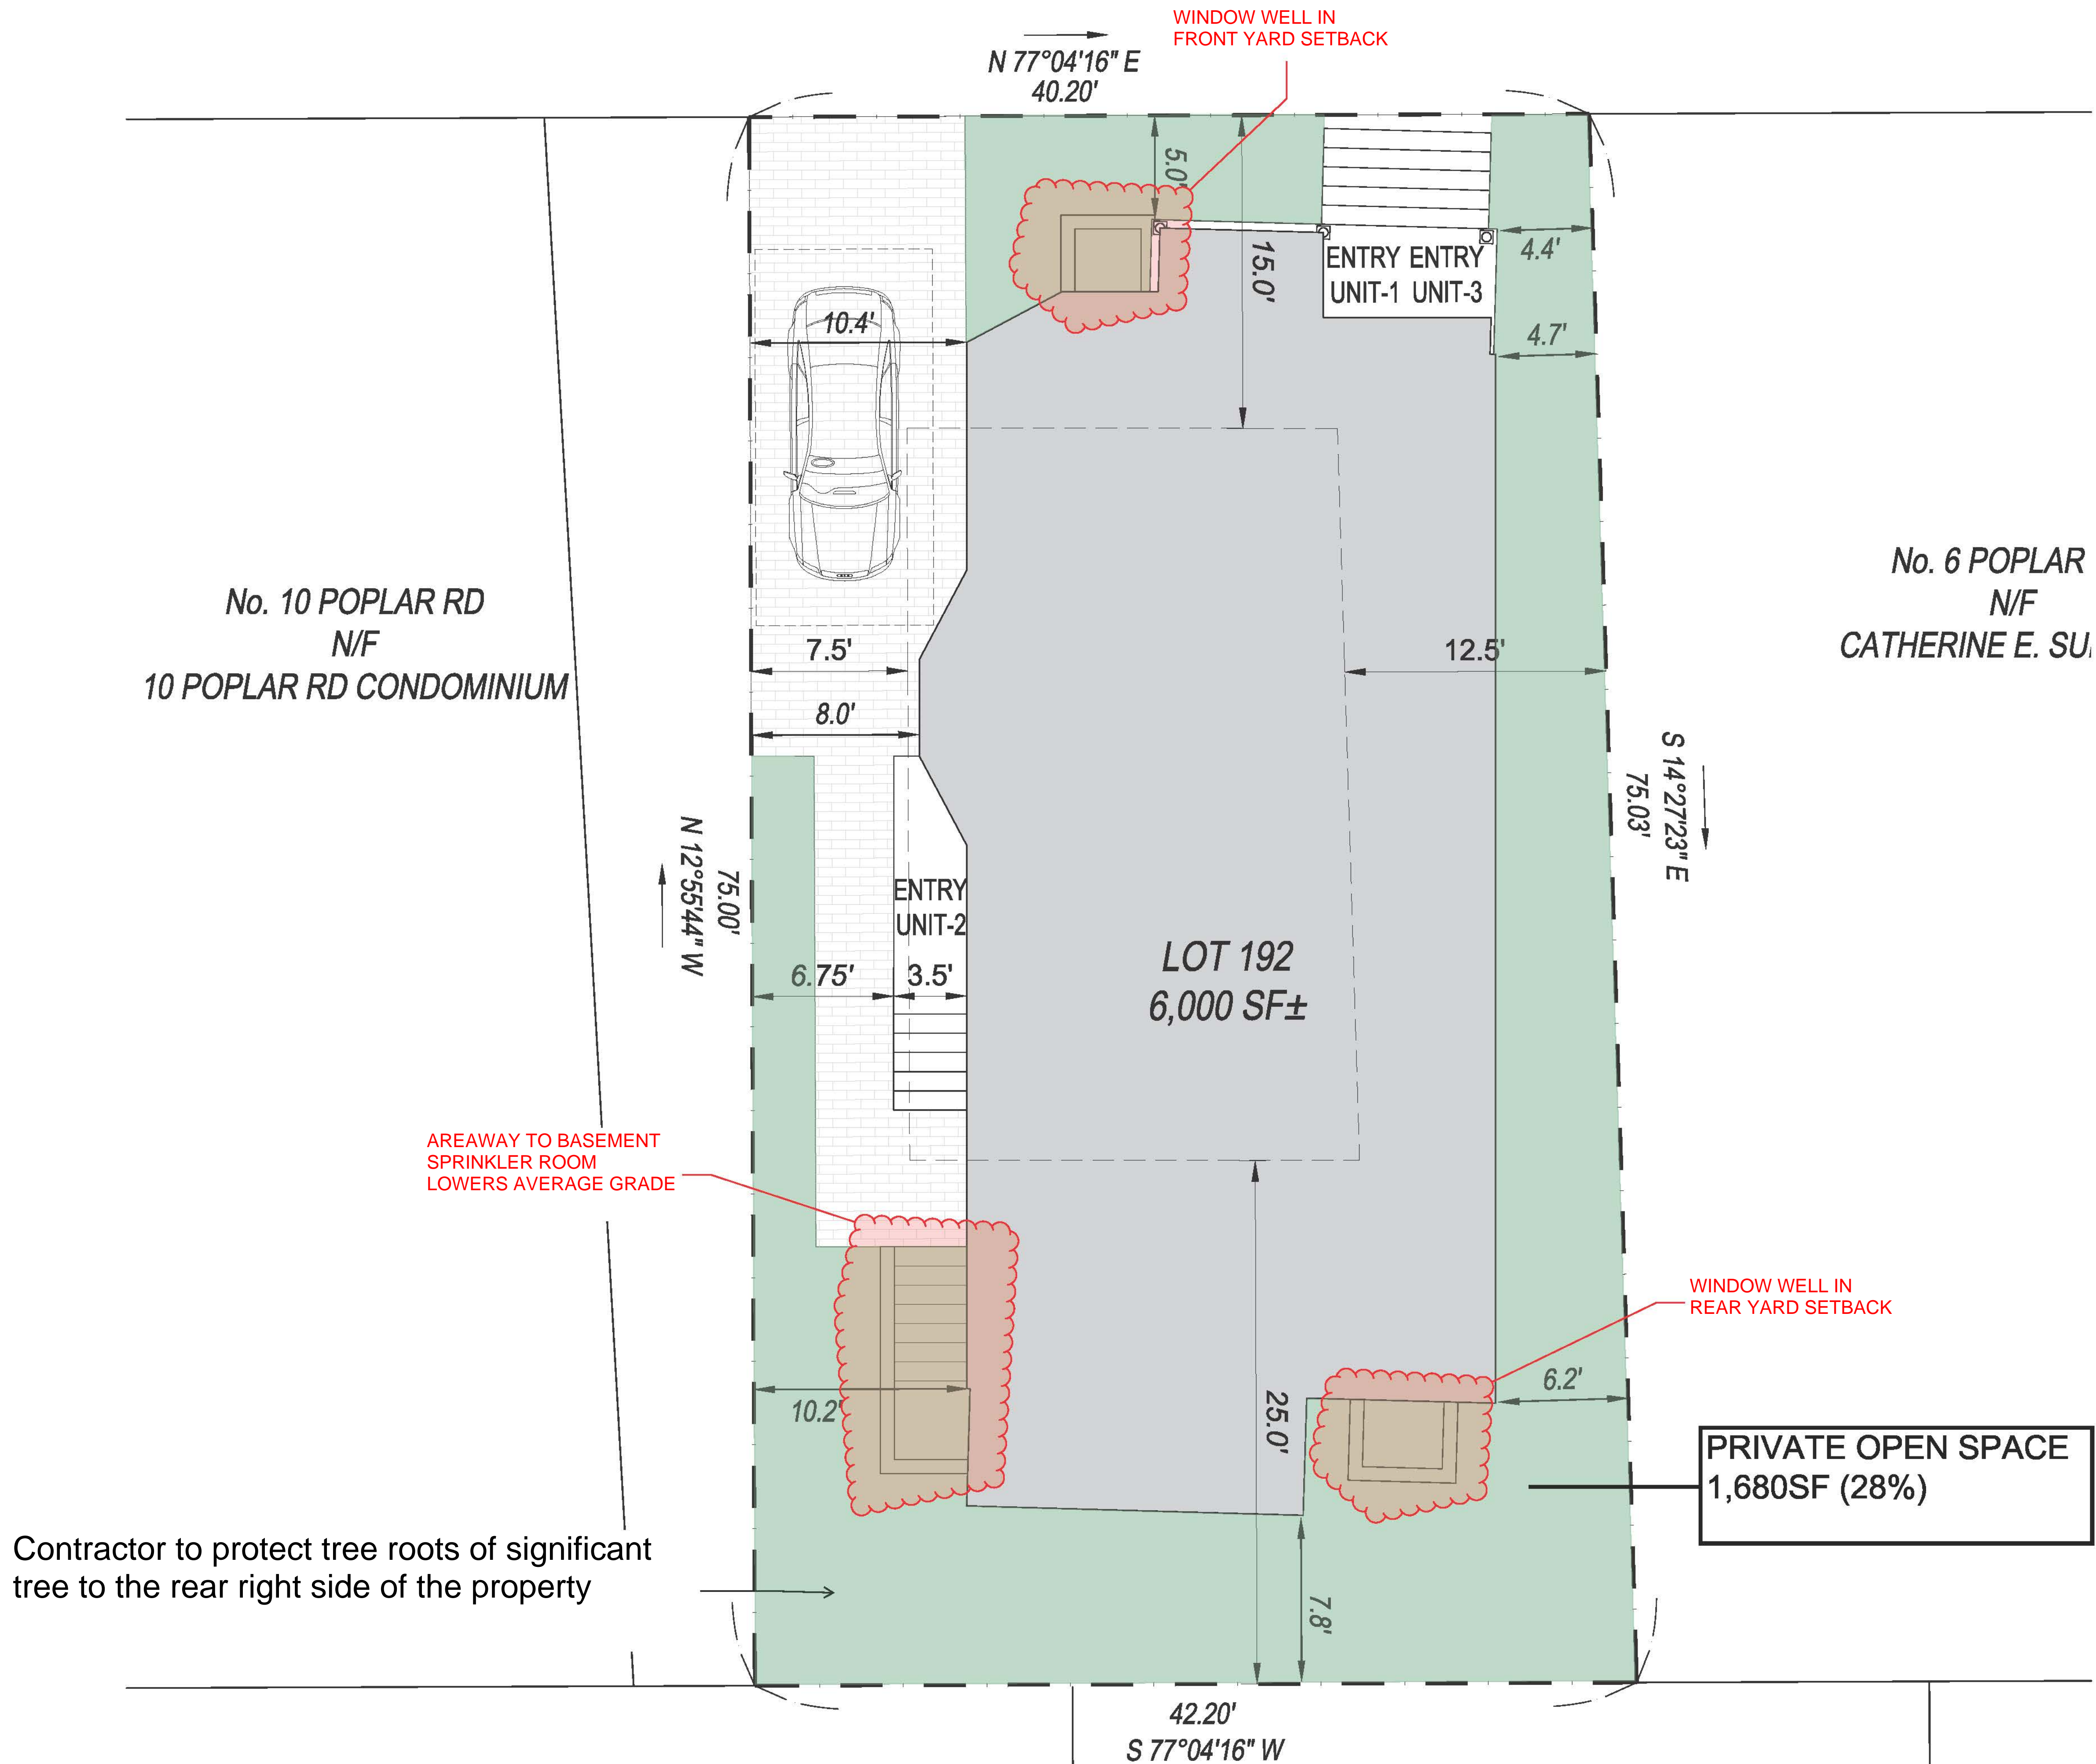 WINDOW WELL IN
FRONT YARD SETBACK
N 77°04'16" E
40.20'
5.0'
15.0'
ENTRY ENTRY
UNIT-1 UNIT-3
4.4'
4.7'
10.4'
No. 10 POPLAR RD
N/F
10 POPLAR RD CONDOMINIUM
No. 6 POPLAR
N/F
CATHERINE E.
7.5'
12.5'
8.0'
S 14°27'23" E
75.03'
N 12°55'44" W
75.00'
ENTRY
UNIT-2
6.75'
3.5'
LOT 192
6,000 SF±
AREAWAY TO BASEMENT
SPRINKLER ROOM
LOWERS AVERAGE GRADE
WINDOW WELL IN
REAR YARD SETBACK
10.2'
25.0'
6.2'
PRIVATE OPEN SPACE
1,680SF (28%)
Contractor to protect tree roots of significant
tree to the rear right side of the property
7.8'
42.20'
S 77°04'16" W